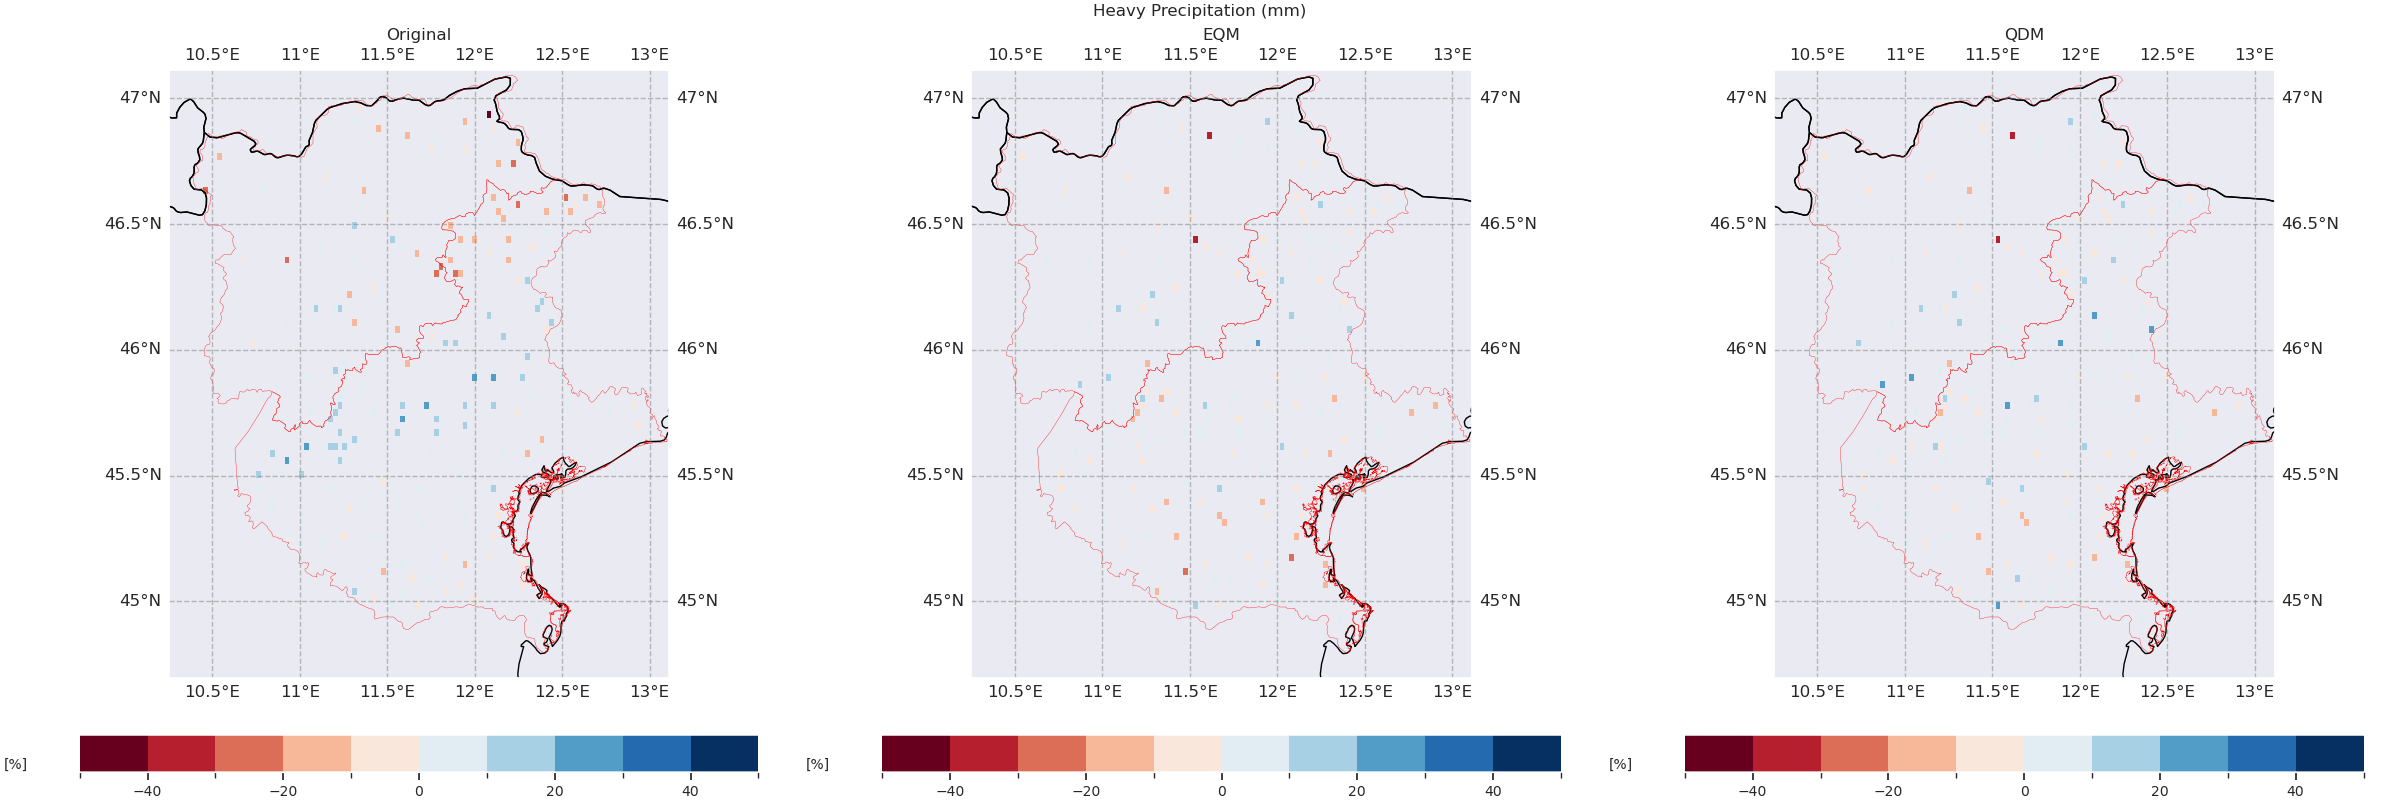 Heavy Precipitation (mm)
Original
EQM
QDM
10.5°E 11°E 11.5°E 12°E 12.5°E 13°E
10.5°E 11°E 11.5°E 12°E 12.5°E 13°E
10.5°E 11°E 11.5°E 12°E 12.5°E 13°E
47°N 47°N 47°N 47°N 47°N 47°N
46.5°N 46.5°N 46.5°N 46.5°N 46.5°N 46.5°N
46°N 46°N 46°N 46°N 46°N 46°N
45.5°N 45.5°N 45.5°N 45.5°N 45.5°N 45.5°N
45°N 45°N 45°N 45°N 45°N 45°N
10.5°E 11°E 11.5°E 12°E 12.5°E 13°E
10.5°E 11°E 11.5°E 12°E 12.5°E 13°E
10.5°E 11°E 11.5°E 12°E 12.5°E 13°E
[%] [%] [%]
−40 −20 0 20 40
−40 −20 0 20 40
−40 −20 0 20 40